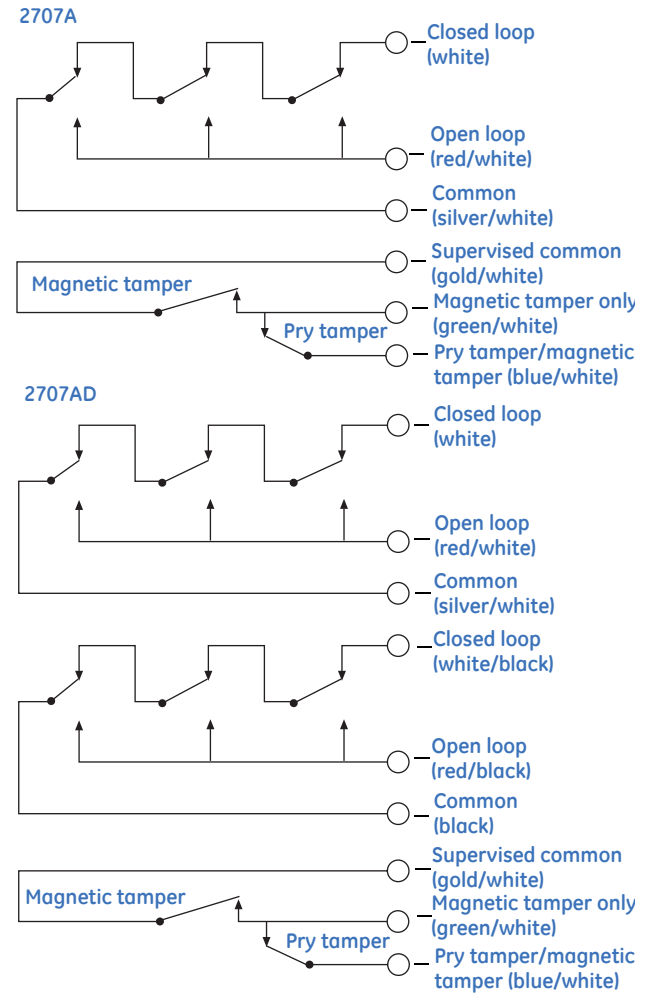 2707A
Closed loop
(white)
Open loop
(red/white)
Common
(silver/white)
Supervised common
(gold/white)
Magnetic tamper
Magnetic tamper only
(green/white)
Pry tamper
Pry tamper/magnetic
tamper (blue/white)
2707AD
Closed loop
(white)
Open loop
(red/white)
Common
(silver/white)
Closed loop
(white/black)
Open loop
(red/black)
Common
(black)
Supervised common
(gold/white)
Magnetic tamper
Magnetic tamper only
(green/white)
Pry tamper
Pry tamper/magnetic
tamper (blue/white)